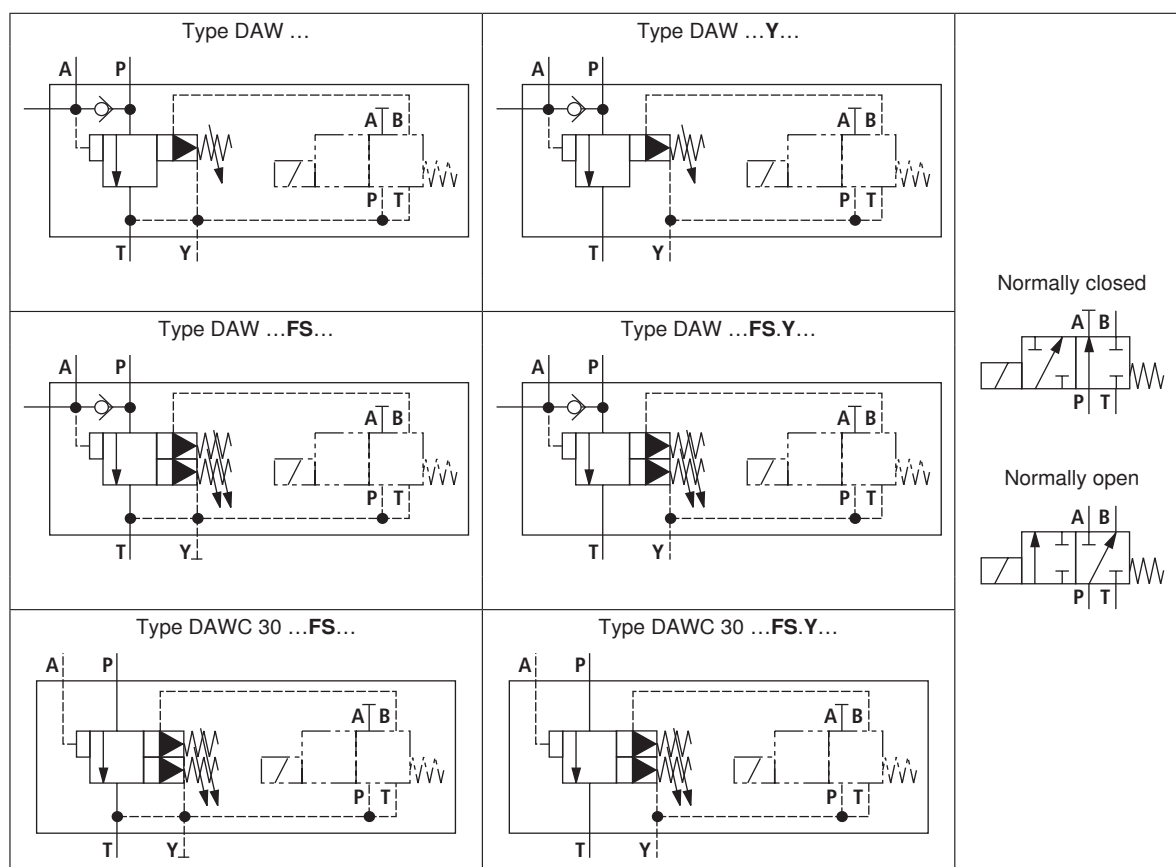 Type DAW …
A P
A B
P T
T Y
Type DAW …Y…
A P
A B
P T
T Y
Type DAW …FS…
A P
A B
P T
T Y
Type DAW …FS.Y…
A P
A B
P T
T Y
Type DAWC 30 …FS…
A P
A B
P T
T Y
Type DAWC 30 …FS.Y…
A P
A B
P T
T Y
Normally closed
A B
P T
Normally open
A B
P T